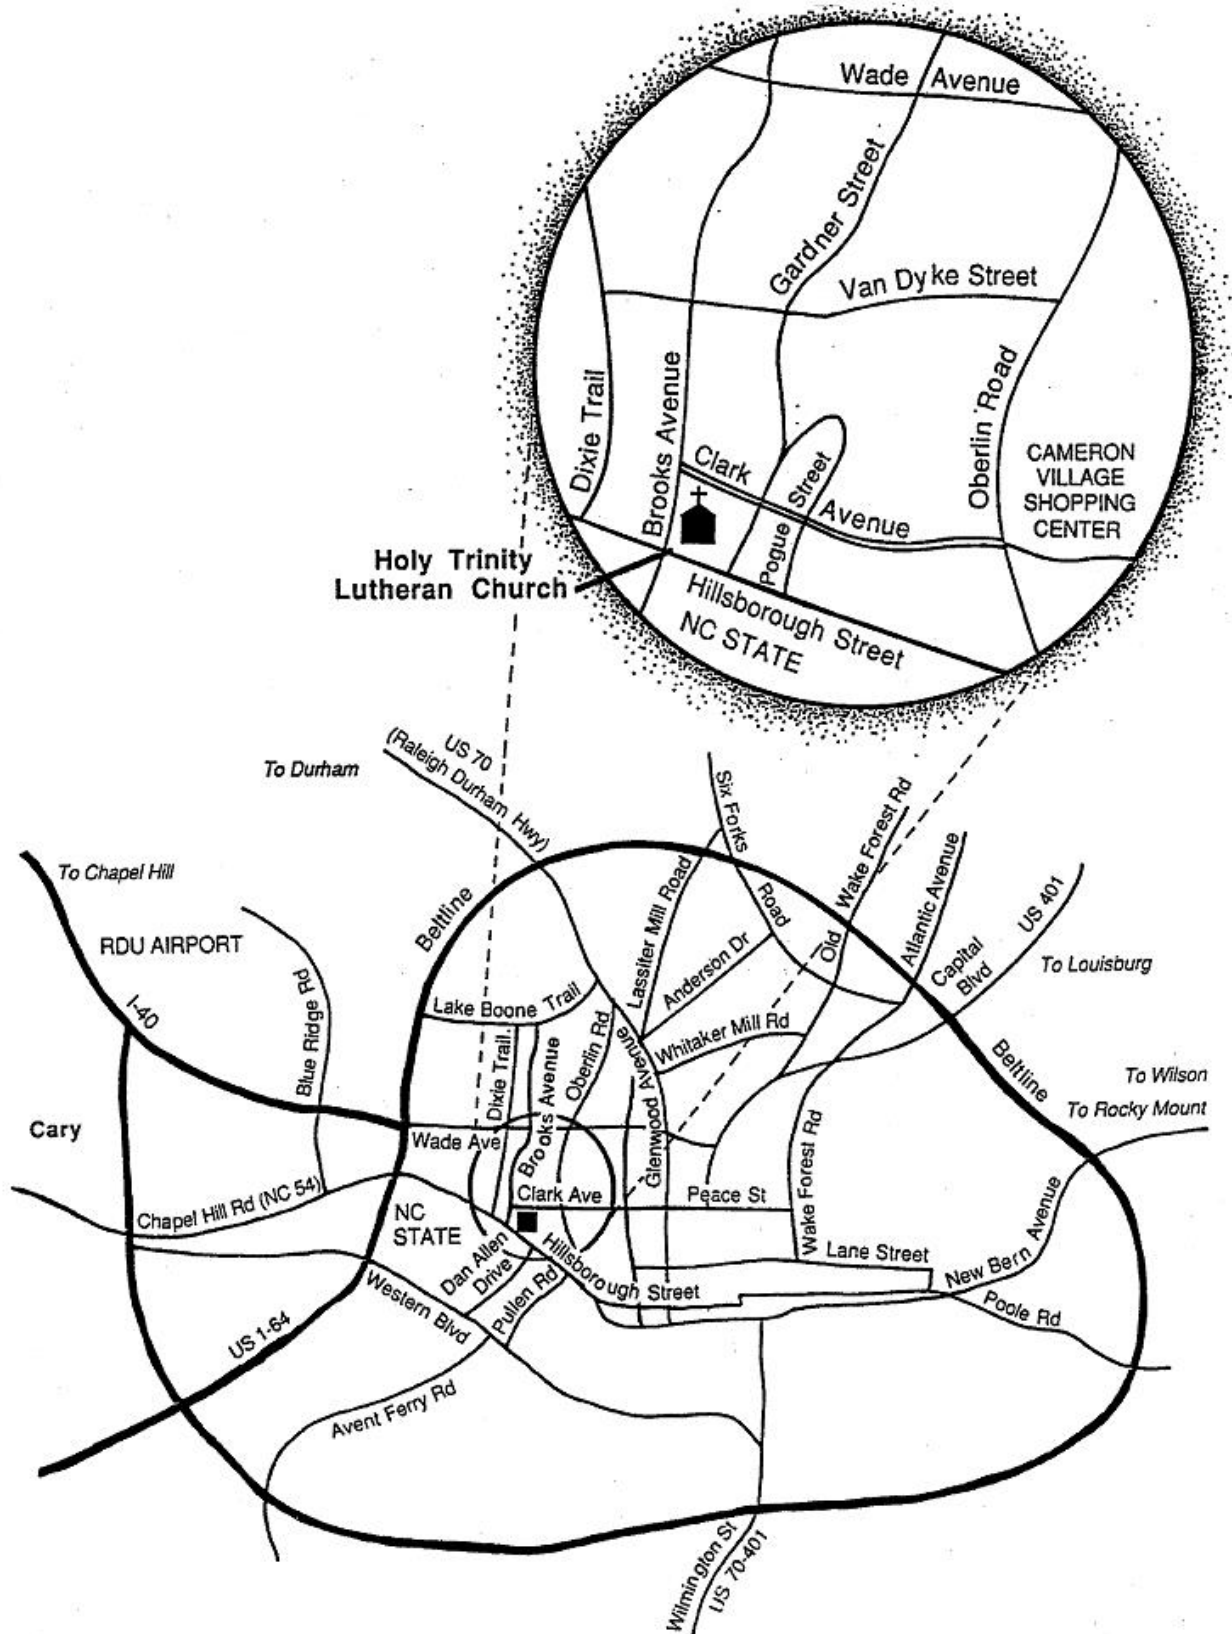 Wade Avenue
Gardner Street
Van Dyke Street
Dixie Trail
Brooks Avenue
Oberlin Road
Clark Avenue
Pogue Street
CAMERON
VILLAGE
SHOPPING
CENTER
Holy Trinity
Lutheran Church
Hillsborough Street
NC STATE
US 70
(Raleigh Durham Hwy)
To Durham
Six Forks Road
Old Wake Forest Rd
Atlantic Avenue
US 401
Capital
Blvd
To Louisburg
To Chapel Hill
RDU AIRPORT
I-40
Blue Ridge Rd
Beltline
Lassiter Mill Road
Anderson Dr
Lake Boone Trail
Whitaker Mill Rd
Dixie Trail
Brooks Avenue
Oberlin Rd
Glenwood Avenue
Beltline
To Wilson
To Rocky Mount
Cary
Wade Ave
Clark Ave
Peace St
Wake Forest Rd
Chapel Hill Rd (NC 54)
NC
STATE
Dan Allen
Drive
Hillsborough Street
Pullen Rd
Lane Street
New Bern Avenue
Poole Rd
Western Blvd
US 1-64
Avent Ferry Rd
Wilmington St
US 70-401